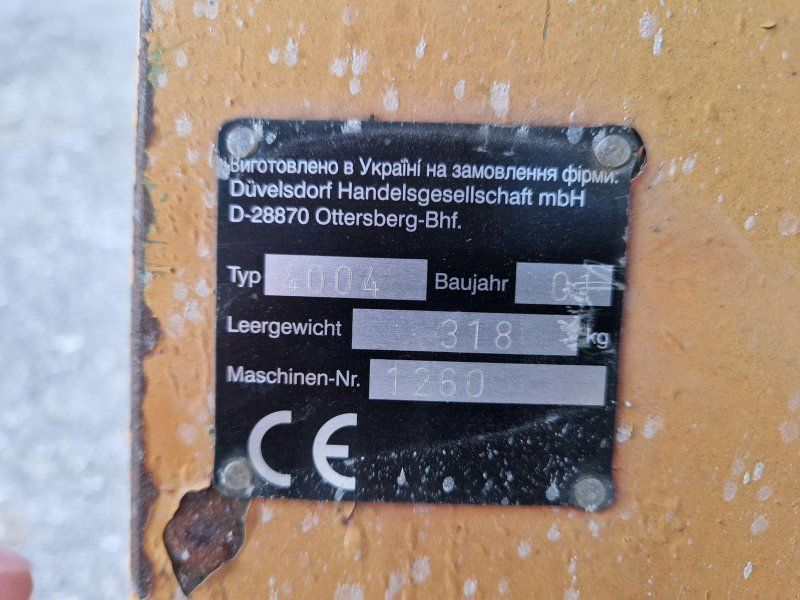 Виготовлено в Україні на замовлення фірми:
Düvelsdorf Handelsgesellschaft mbH
D-28870 Ottersberg-Bhf.
Typ 4004 Baujahr
Leergewicht 318 kg
Maschinen-Nr. 1260
CE